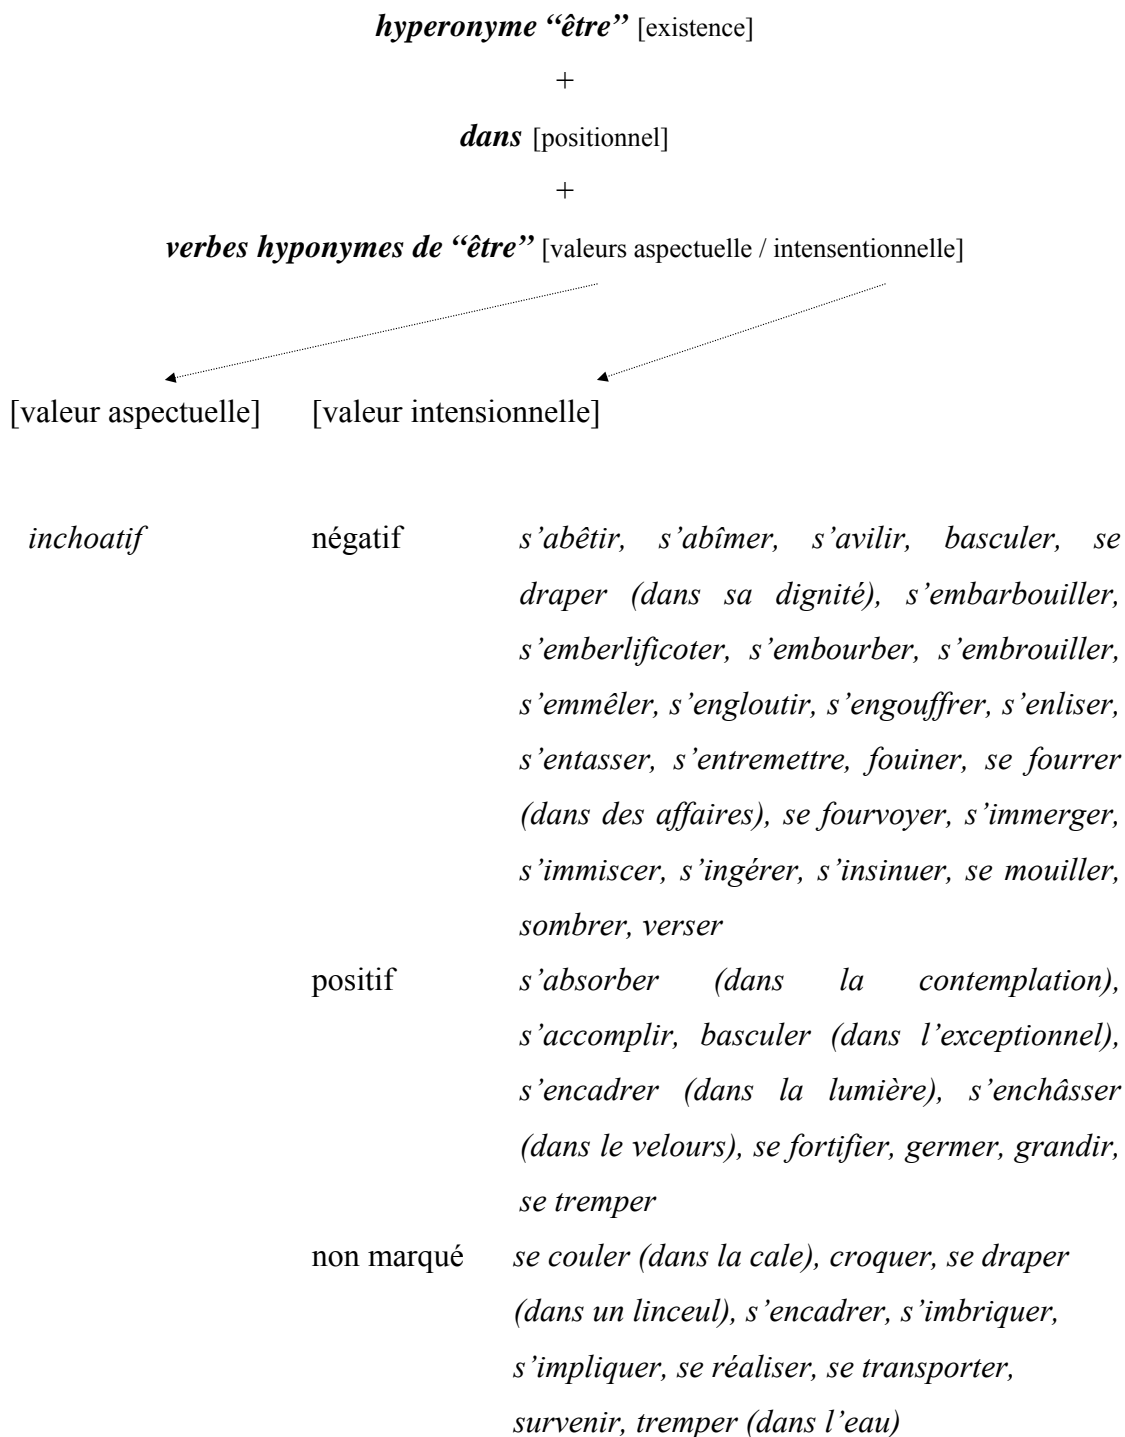 hyperonyme “être” [existence]
+
dans [positionnel]
+
verbes hyponymes de “être” [valeurs aspectuelle / intensentionnelle]
[valeur aspectuelle] [valeur intensionnelle]
inchoatif négatif s’abêtir, s’abîmer, s’avilir, basculer, se
draper (dans sa dignité), s’embarbouiller,
s’emberlificoter, s’embourber, s’embrouiller,
s’emmêler, s’engloutir, s’engouffrer, s’enliser,
s’entasser, s’entremettre, fouiner, se fourrer
(dans des affaires), se fourvoyer, s’immerger,
s’immiscer, s’ingérer, s’insinuer, se mouiller,
sombrer, verser
positif s’absorber (dans la contemplation),
s’accomplir, basculer (dans l’exceptionnel),
s’encadrer (dans la lumière), s’enchâsser
(dans le velours), se fortifier, germer, grandir,
se tremper
non marqué se couler (dans la cale), croquer, se draper
(dans un linceul), s’encadrer, s’imbriquer,
s’impliquer, se réaliser, se transporter,
survenir, tremper (dans l’eau)